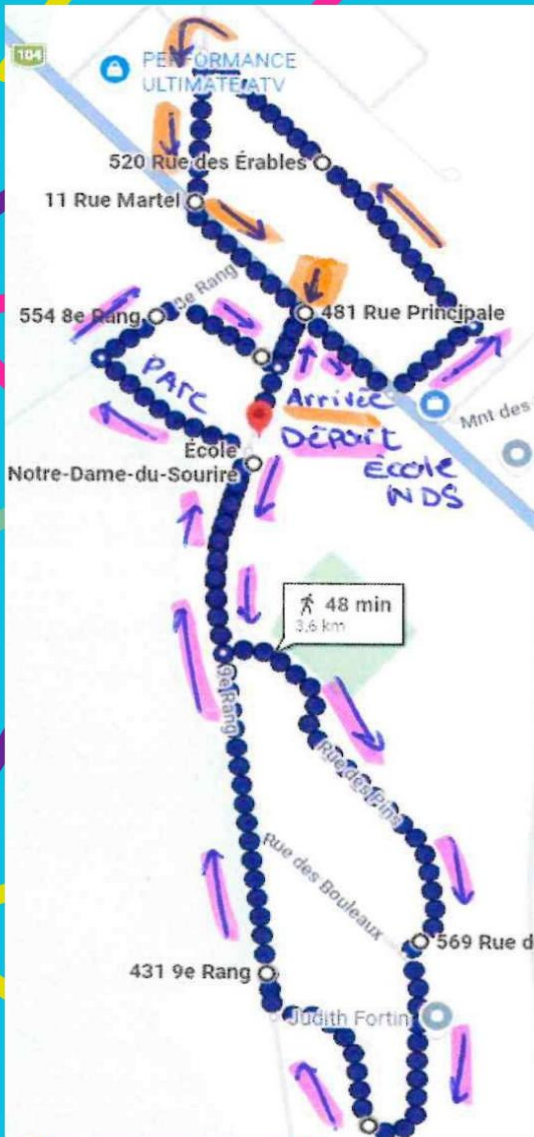 104
PERFORMANCE
ULTIMATE ATV
520 Rue des Érables
11 Rue Martel
554 8e Rang
8e Rang
481 Rue Principale
PARC
Arrivée
Mnt des
Départ
École
Notre-Dame-du-Sourire
École
NDS
48 min
3,6 km
9e Rang
Rue des Pins
Rue des Bouleaux
569 Rue d
431 9e Rang
Judith Fortin